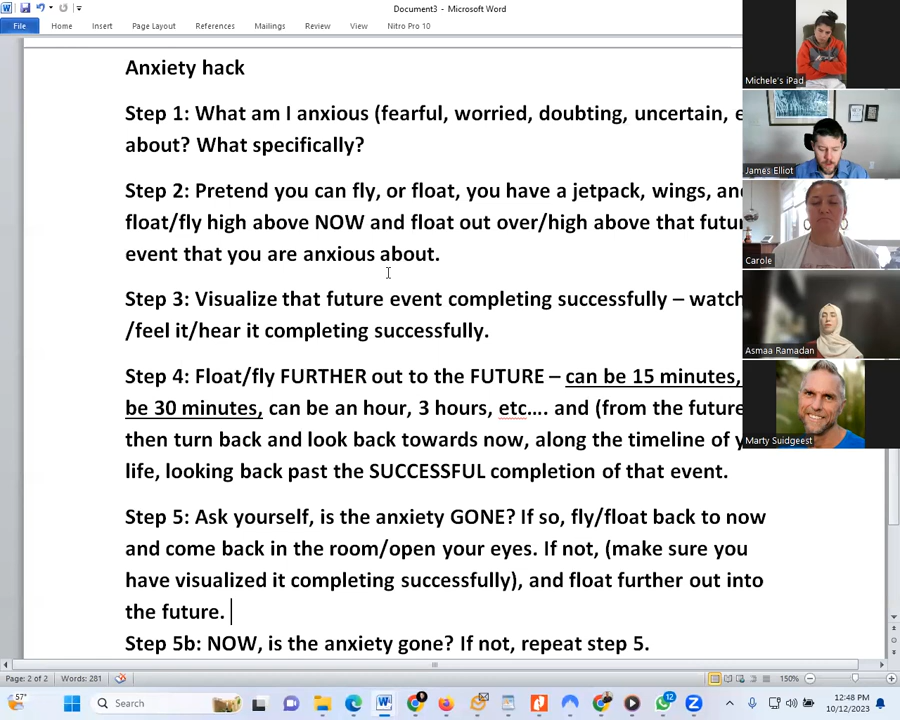 Document3 - Microsoft Word
File Home Insert Page Layout References Mailings Review View Nitro Pro 10
Anxiety hack
Step 1: What am I anxious (fearful, worried, doubting, uncertain,
about? What specifically?
Step 2: Pretend you can fly, or float, you have a jetpack, wings,
float/fly high above NOW and float out over/high above that
event that you are anxious about.
Step 3: Visualize that future event completing successfully – watch
/feel it/hear it completing successfully.
Step 4: Float/fly FURTHER out to the FUTURE – can be 15 minutes,
be 30 minutes, can be an hour, 3 hours, etc…. and (from the future
then turn back and look back towards now, along the timeline of
life, looking back past the SUCCESSFUL completion of that event.
Step 5: Ask yourself, is the anxiety GONE? If so, fly/float back to now
and come back in the room/open your eyes. If not, (make sure you
have visualized it completing successfully), and float further out into
the future.
Step 5b: NOW, is the anxiety gone? If not, repeat step 5.
Michele's iPad
James Elliot
Carole
Asmaa Ramadan
Marty Suidgeest
Page: 2 of 2 Words: 281 150%
57°
Search
12
12:48 PM
10/12/2023